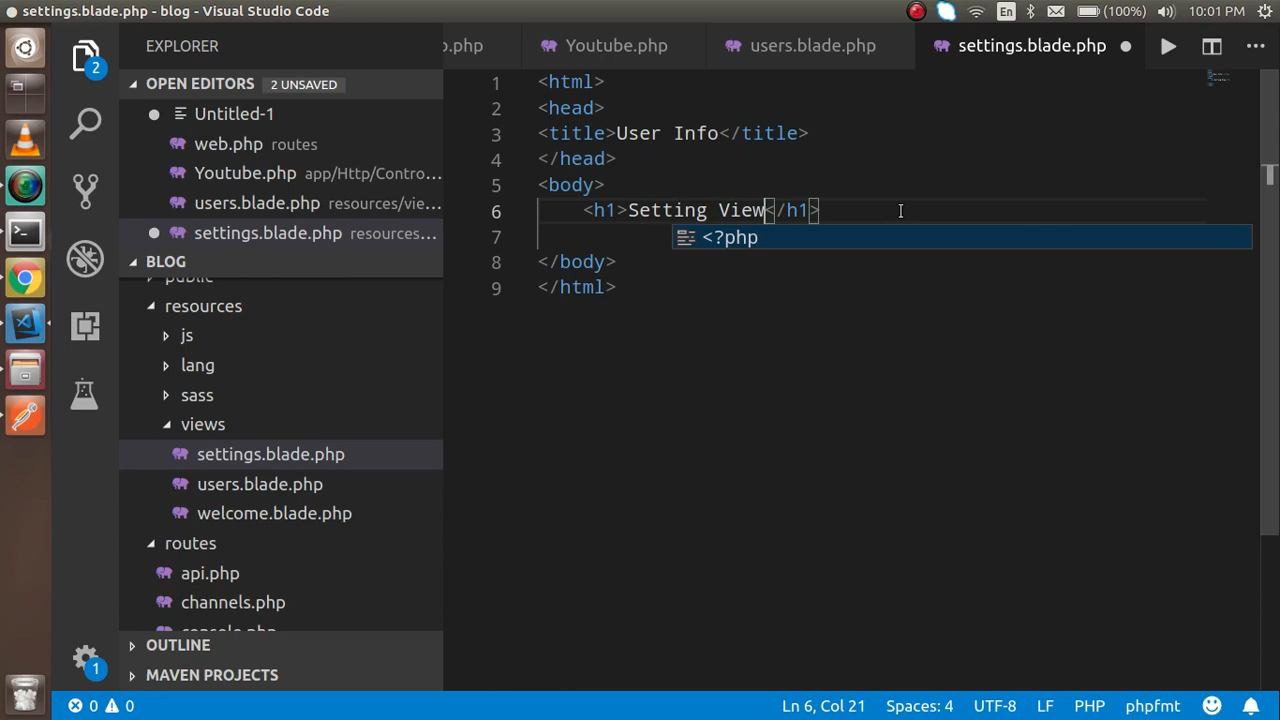 settings.blade.php - blog - Visual Studio Code
En
(100%)
10:01 PM
EXPLORER
OPEN EDITORS
2 UNSAVED
Untitled-1
web.php routes
Youtube.php app/Http/Contro...
users.blade.php resources/vie...
settings.blade.php resources...
BLOG
public
resources
js
lang
sass
views
settings.blade.php
users.blade.php
welcome.blade.php
routes
api.php
channels.php
console.php
OUTLINE
MAVEN PROJECTS
2
1
b.php
Youtube.php
users.blade.php
settings.blade.php
1 <html>
2 <head>
3 <title>User Info</title>
4 </head>
5 <body>
6 <h1>Setting View</h1>
7
<?php
8 </body>
9 </html>
0
0
Ln 6, Col 21
Spaces: 4
UTF-8
LF
PHP
phpfmt